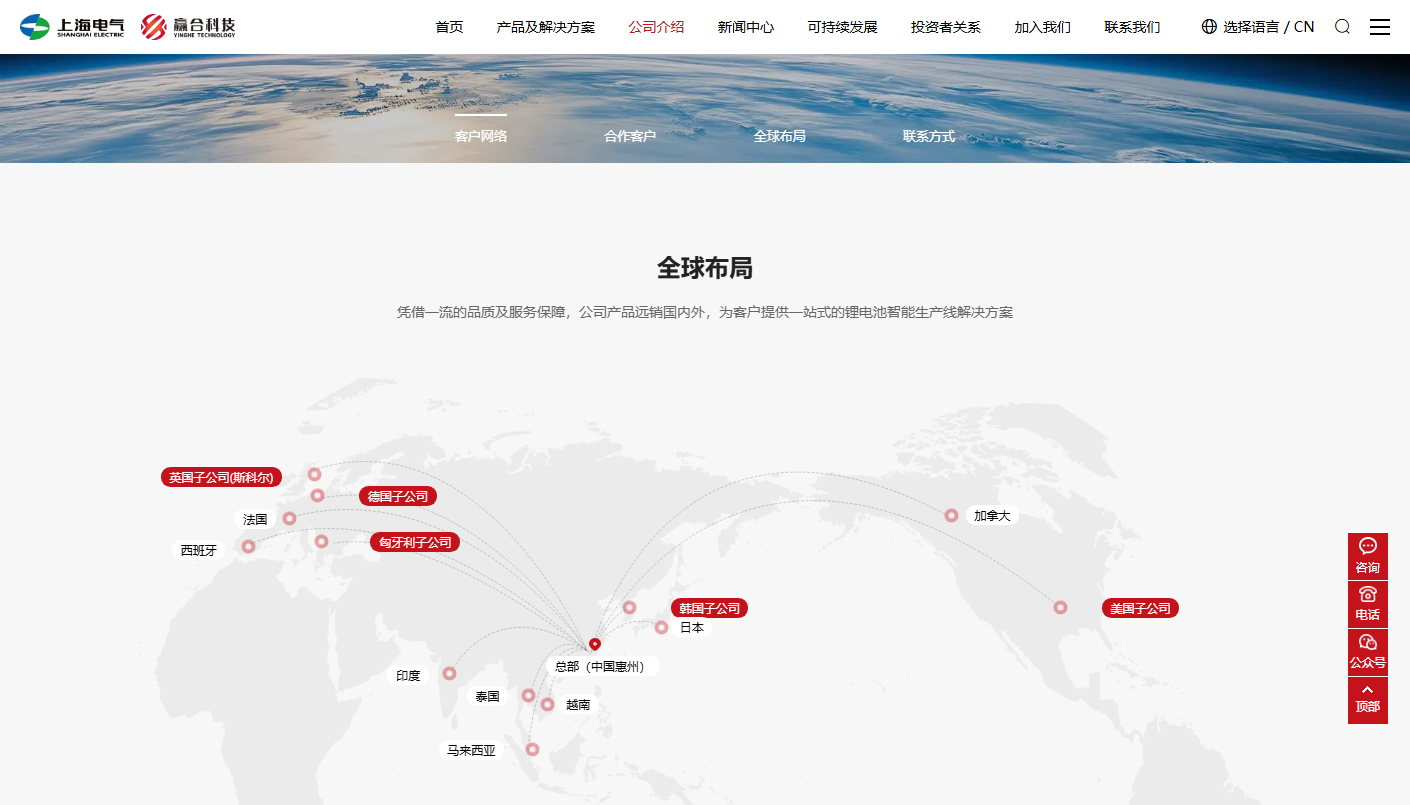 上海电气
SHANGHAI ELECTRIC
赢合科技
YINGHE TECHNOLOGY
首页
产品及解决方案
公司介绍
新闻中心
可持续发展
投资者关系
加入我们
联系我们
选择语言 / CN
客户网络
合作客户
全球布局
联系方式
全球布局
凭借一流的品质及服务保障，公司产品远销国内外，为客户提供一站式的锂电池智能生产线解决方案
英国子公司(斯科尔)
德国子公司
法国
加拿大
匈牙利子公司
西班牙
咨询
韩国子公司
美国子公司
电话
日本
总部（中国惠州）
公众号
印度
泰国
越南
顶部
马来西亚